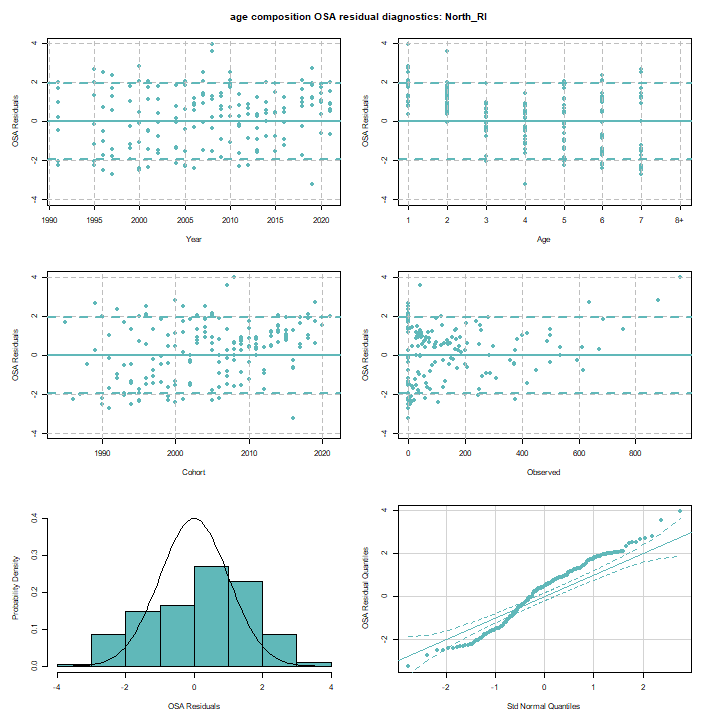 age composition OSA residual diagnostics: North_RI
OSA Residuals
4
2
0
-2
-4
1990 1995 2000 2005 2010 2015 2020
Year
OSA Residuals
4
2
0
-2
-4
1 2 3 4 5 6 7 8+
Age
OSA Residuals
4
2
0
-2
-4
1990 2000 2010 2020
Cohort
OSA Residuals
4
2
0
-2
-4
0 200 400 600 800
Observed
Probability Density
0.4
0.3
0.2
0.1
0.0
-4 -2 0 2 4
OSA Residuals
OSA Residual Quantiles
4
2
0
-2
-2 -1 0 1 2
Std Normal Quantiles